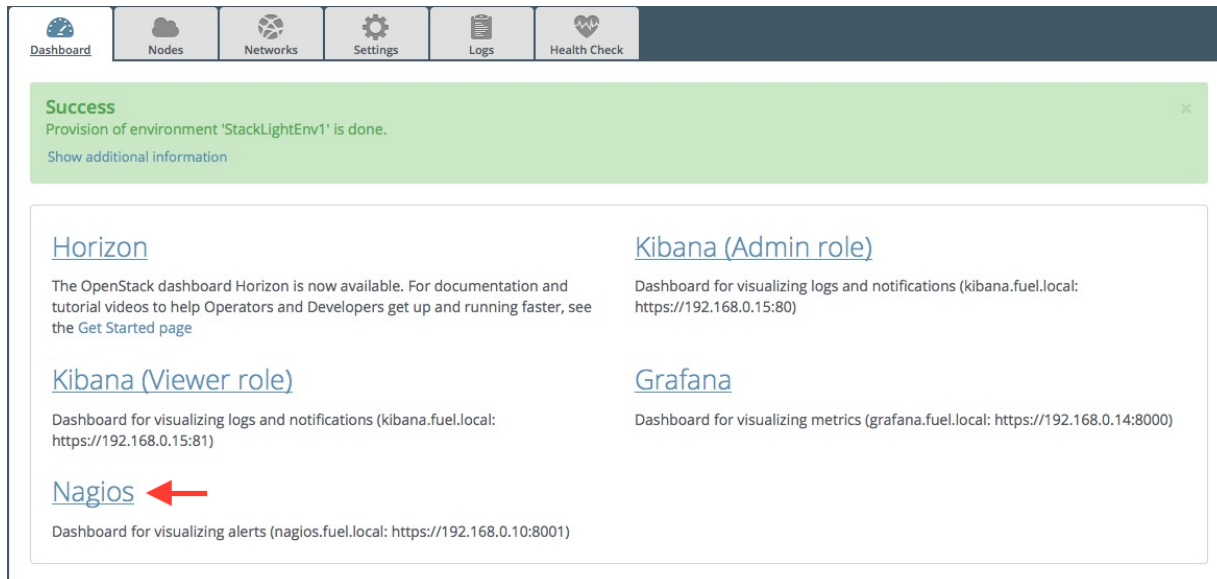 Dashboard
Nodes
Networks
Settings
Logs
Health Check
Success
Provision of environment 'StackLightEnv1' is done.
Show additional information
×
Horizon
The OpenStack dashboard Horizon is now available. For documentation and
tutorial videos to help Operators and Developers get up and running faster, see
the Get Started page
Kibana (Admin role)
Dashboard for visualizing logs and notifications (kibana.fuel.local:
https://192.168.0.15:80)
Kibana (Viewer role)
Dashboard for visualizing logs and notifications (kibana.fuel.local:
https://192.168.0.15:81)
Grafana
Dashboard for visualizing metrics (grafana.fuel.local: https://192.168.0.14:8000)
Nagios
Dashboard for visualizing alerts (nagios.fuel.local: https://192.168.0.10:8001)